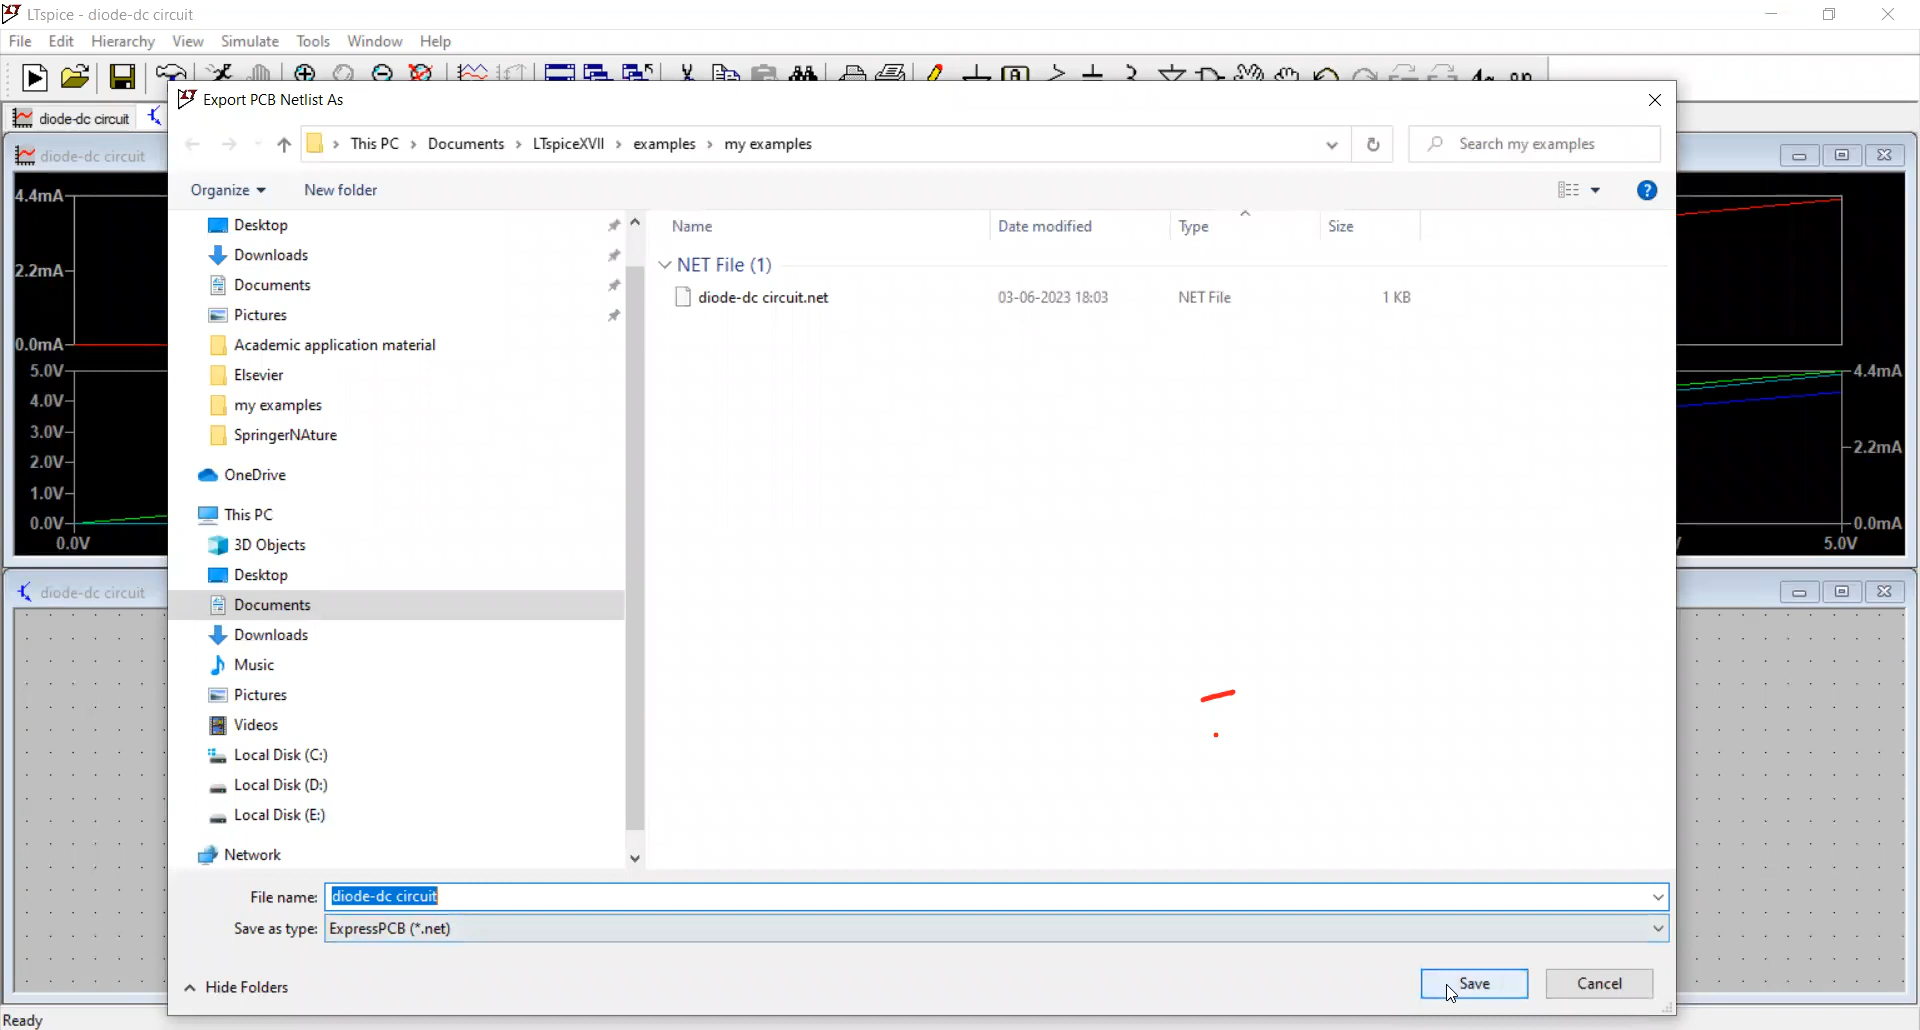 LTspice - diode-dc circuit
File Edit Hierarchy View Simulate Tools Window Help
Export PCB Netlist As
diode-dc circuit
This PC › Documents › LTspiceXVII › examples › my examples
Search my examples
diode-dc circuit
Organize New folder
?
4.4mA
2.2mA
0.0mA
5.0V
4.0V
3.0V
2.0V
1.0V
0.0V
0.0V
Desktop
Downloads
Documents
Pictures
Academic application material
Elsevier
my examples
SpringerNAture
OneDrive
This PC
3D Objects
Desktop
Documents
Downloads
Music
Pictures
Videos
Local Disk (C:)
Local Disk (D:)
Local Disk (E:)
Network
Name Date modified Type Size
NET File (1)
diode-dc circuit.net 03-06-2023 18:03 NET File 1 KB
4.4mA
2.2mA
0.0mA
5.0V
diode-dc circuit
File name: diode-dc circuit
Save as type: ExpressPCB (*.net)
Hide Folders
Save Cancel
Ready